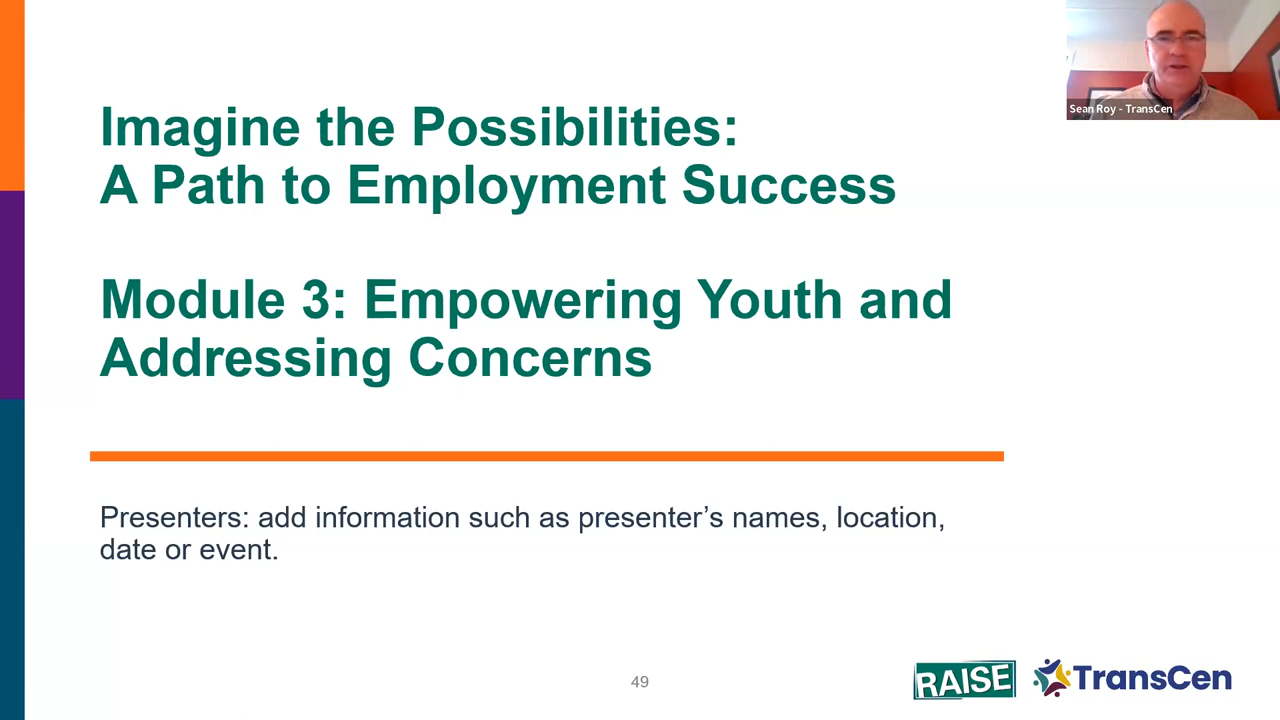 Sean Roy - TransCen
Imagine the Possibilities:
A Path to Employment Success
Module 3: Empowering Youth and
Addressing Concerns
Presenters: add information such as presenter’s names, location,
date or event.
49
RAISE
TransCen